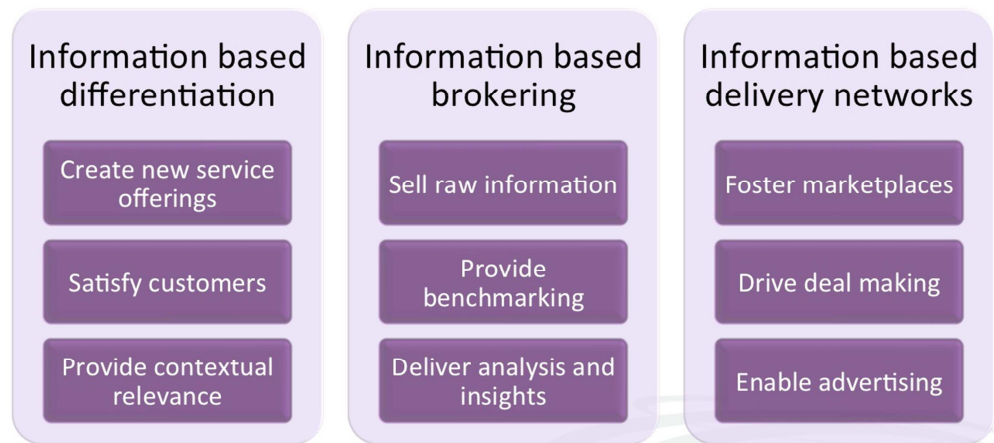 Information based
differentiation
Create new service
offerings
Satisfy customers
Provide contextual
relevance
Information based
brokering
Sell raw information
Provide
benchmarking
Deliver analysis and
insights
Information based
delivery networks
Foster marketplaces
Drive deal making
Enable advertising